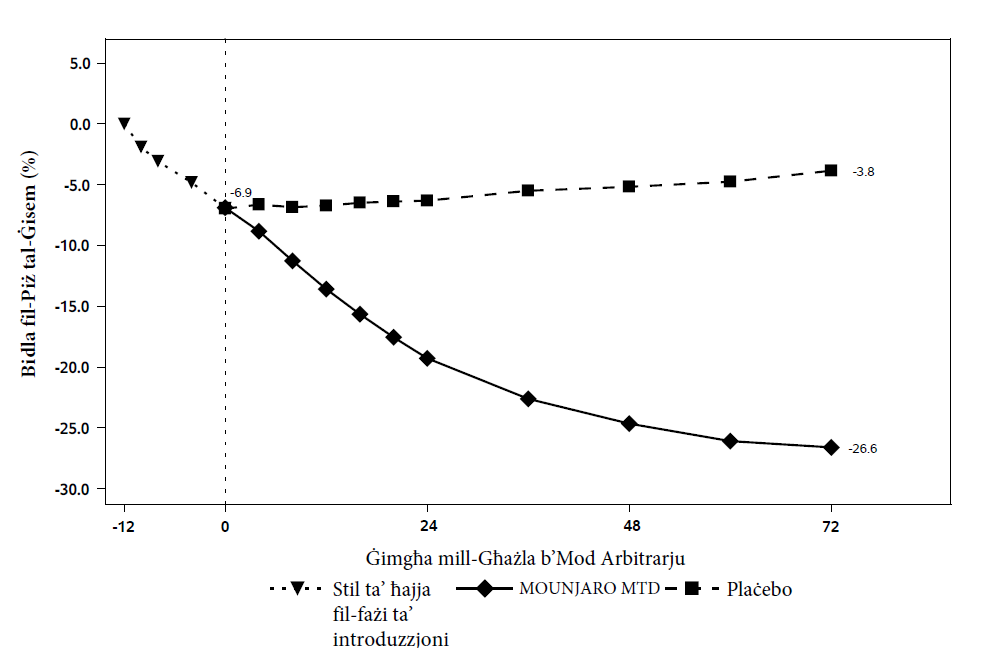 5.0
0.0
-5.0
-10.0
-15.0
-20.0
-25.0
-30.0
Bidla fil-Piż tal-Ġisem (%)
-6.9
-3.8
-26.6
-12 0 24 48 72
Ġimgħa mill-Għażla b’Mod Arbitrarju
Stil ta’ ħajja
fil-fażi ta’
introduzzjoni
MOUNJARO MTD
Plaċebo